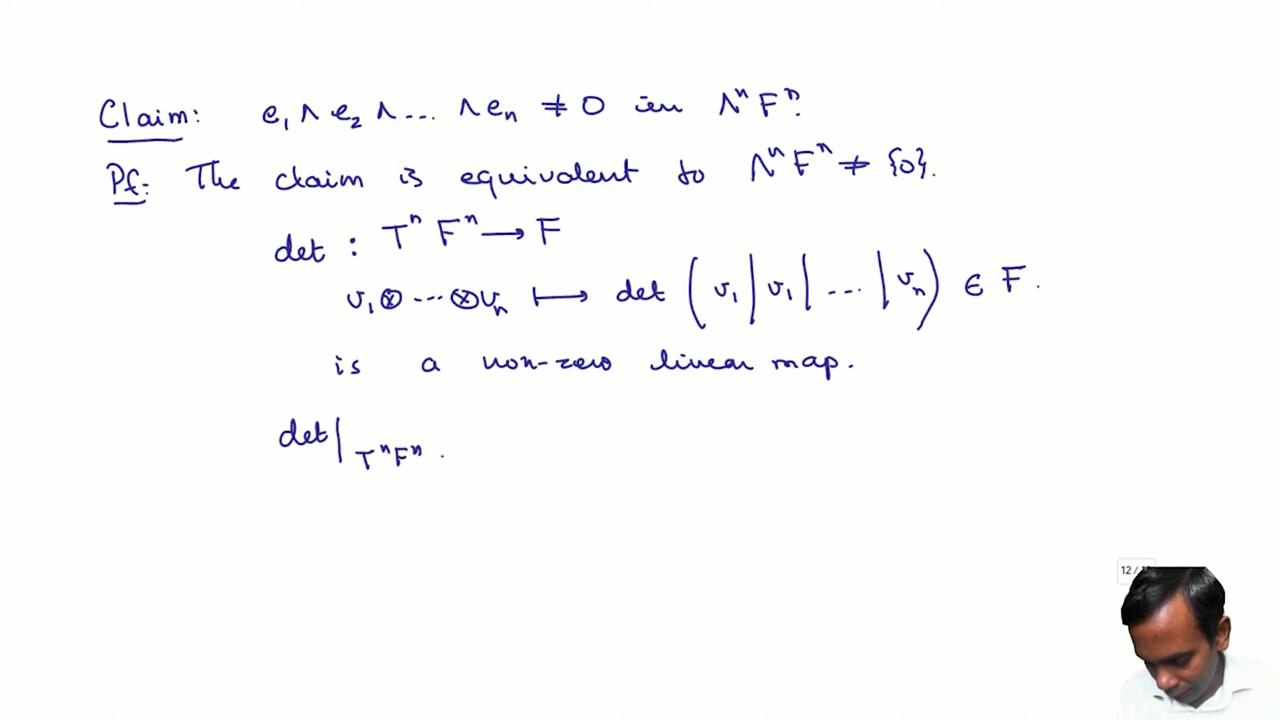 Claim: e₁ ∧ e₂ ∧ ... ∧ eₙ ≠ 0 in ΛⁿFⁿ.
Pf: The claim is equivalent to ΛⁿFⁿ ≠ {0}.
det : TⁿFⁿ ⟶ F
v₁⊗ ··· ⊗vₙ ⟼ det (v₁|v₁| ... |vₙ) ∈ F.
is a non-zero linear map.
det|_TⁿFⁿ .